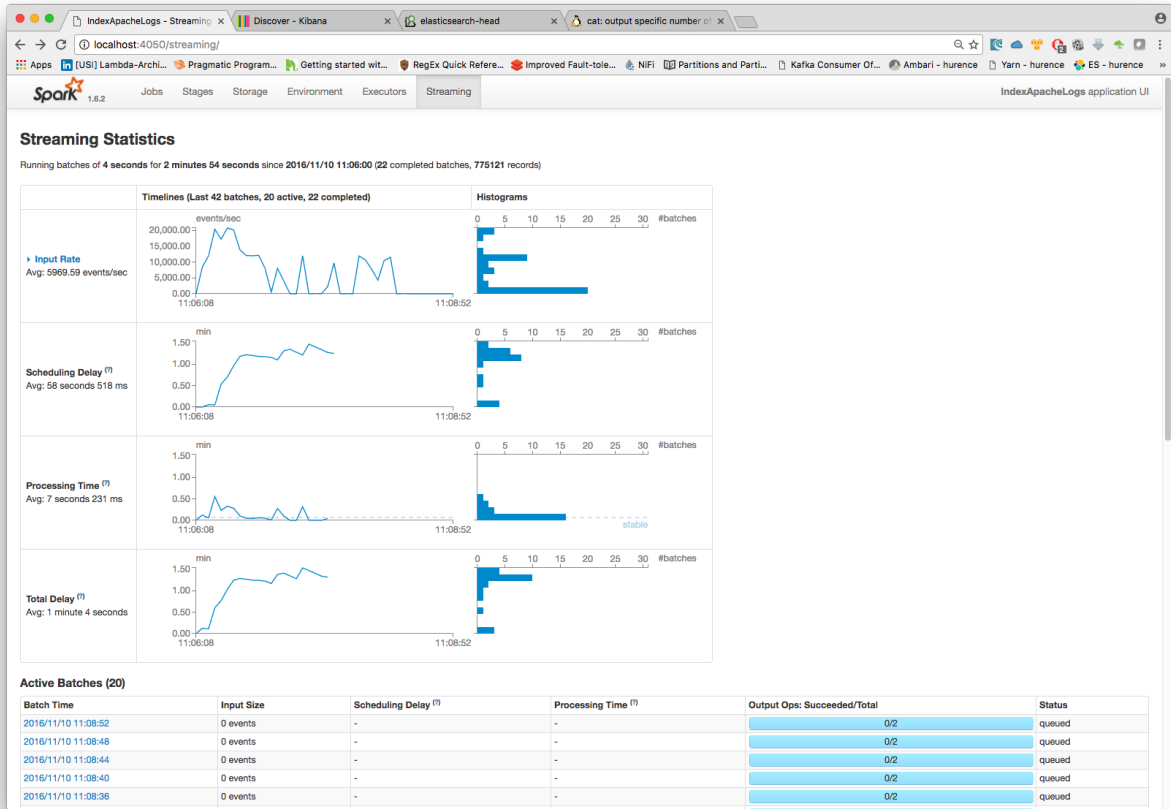 IndexApacheLogs - Streaming
Discover - Kibana
elasticsearch-head
cat: output specific number of
localhost:4050/streaming/
2
Apps [USI] Lambda-Archi... Pragmatic Program... Getting started wit... RegEx Quick Refere... Improved Fault-tole... NiFi Partitions and Parti... Kafka Consumer Of... Ambari - hurence Yarn - hurence ES - hurence »
Spark 1.6.2 Jobs Stages Storage Environment Executors Streaming IndexApacheLogs application UI
Streaming Statistics
Running batches of 4 seconds for 2 minutes 54 seconds since 2016/11/10 11:06:00 (22 completed batches, 775121 records)
Timelines (Last 42 batches, 20 active, 22 completed) Histograms
Input Rate
Avg: 5969.59 events/sec
events/sec
20,000.00
15,000.00
10,000.00
5,000.00
0.00
11:06:08 11:08:52
0 5 10 15 20 25 30 #batches
Scheduling Delay (?)
Avg: 58 seconds 518 ms
min
1.50
1.00
0.50
0.00
11:06:08 11:08:52
0 5 10 15 20 25 30 #batches
Processing Time (?)
Avg: 7 seconds 231 ms
min
1.50
1.00
0.50
0.00
11:06:08 11:08:52
0 5 10 15 20 25 30 #batches
stable
Total Delay (?)
Avg: 1 minute 4 seconds
min
1.50
1.00
0.50
0.00
11:06:08 11:08:52
0 5 10 15 20 25 30 #batches
Active Batches (20)
Batch Time Input Size Scheduling Delay (?) Processing Time (?) Output Ops: Succeeded/Total Status
2016/11/10 11:08:52 0 events - - 0/2 queued
2016/11/10 11:08:48 0 events - - 0/2 queued
2016/11/10 11:08:44 0 events - - 0/2 queued
2016/11/10 11:08:40 0 events - - 0/2 queued
2016/11/10 11:08:36 0 events - - 0/2 queued